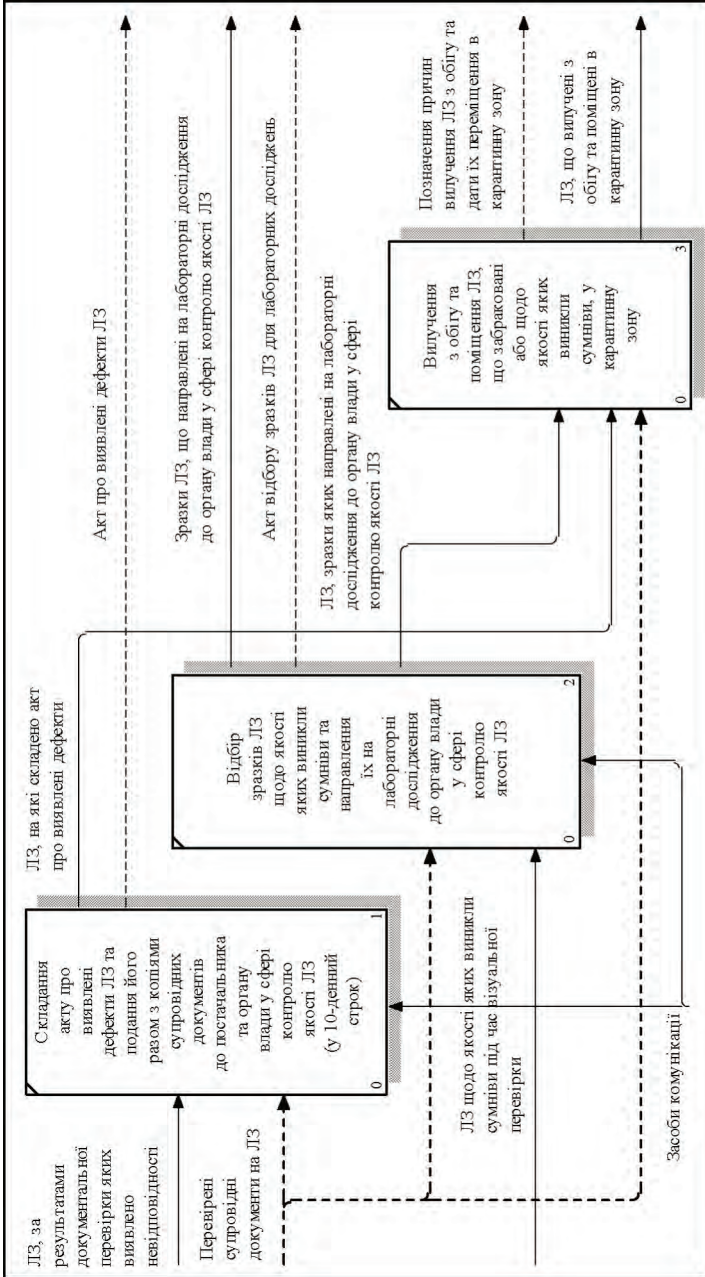 ЛЗ, за
результатами
документальної
перевірки яких
виявлено
невідповідності
Перевірені
супровідні
документи на ЛЗ
Складання
акту про
виявлені
дефекти ЛЗ та
подання його
разом з копіями
супровідних
документів
до постачальника
та органу
влади у сфері
контролю
якості ЛЗ
(у 10-денний
строк)
0
1
ЛЗ, на які складено акт
про виявлені дефекти
Акт про виявлені дефекти ЛЗ
ЛЗ щодо якості яких виникли
сумніви під час візуальної
перевірки
Засоби комунікації
Відбір
зразків ЛЗ
щодо якості
яких виникли
сумніви та
направлення
їх на
лабораторні
дослідження
до органу влади
у сфері
контролю
якості ЛЗ
0
2
Зразки ЛЗ, що направлені на лабораторні дослідження
до органу влади у сфері контролю якості ЛЗ
Акт відбору зразків ЛЗ для лабораторних досліджень
ЛЗ, зразки яких направлені на лабораторні
дослідження до органу влади у сфері
контролю якості ЛЗ
Вилучення
з обігу та
поміщення ЛЗ,
що забраковані
або щодо
якості яких
виникли
сумніви, у
карантинну
зону
0
3
Позначення причин
вилучення ЛЗ з обігу та
дати їх переміщення в
карантинну зону
ЛЗ, що вилучені з
обігу та поміщені в
карантинну зону